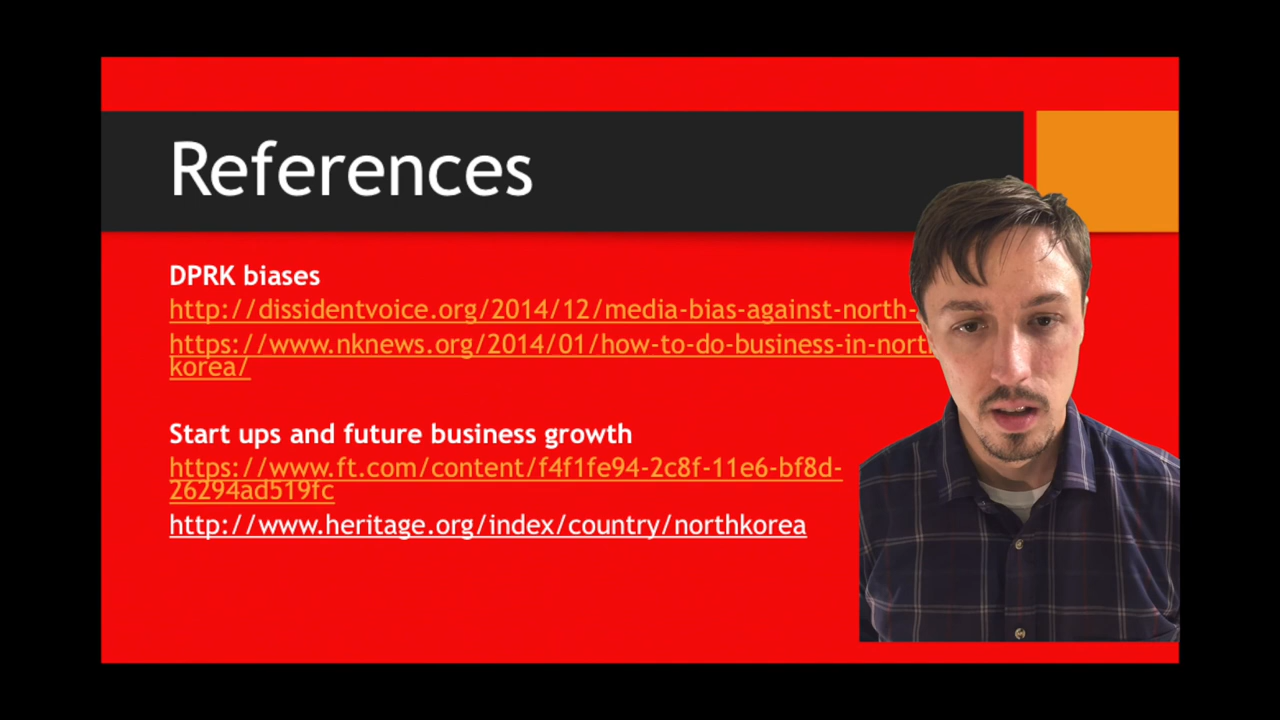 References
DPRK biases
http://dissidentvoice.org/2014/12/media-bias-against-north-
https://www.nknews.org/2014/01/how-to-do-business-in-nort
korea/
Start ups and future business growth
https://www.ft.com/content/f4f1fe94-2c8f-11e6-bf8d-
26294ad519fc
http://www.heritage.org/index/country/northkorea